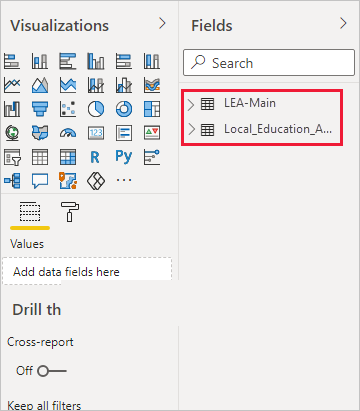 Visualizations
Fields
Search
LEA-Main
Local_Education_A...
123
R
Py
Values
Add data fields here
Drill th
Cross-report
Off
Keep all filters